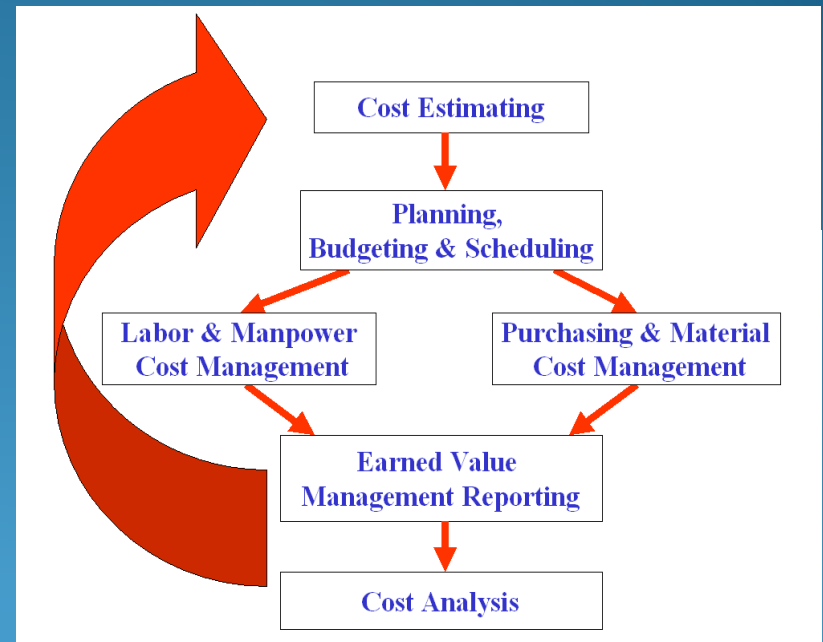 Cost Estimating
Planning,
Budgeting & Scheduling
Labor & Manpower
Cost Management
Purchasing & Material
Cost Management
Earned Value
Management Reporting
Cost Analysis